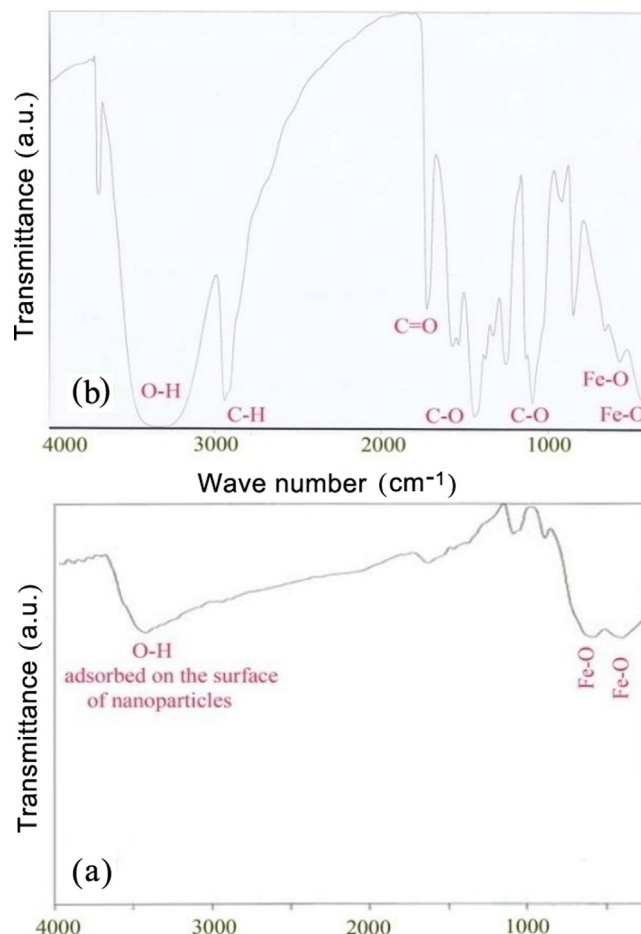 Transmittance (a.u.)
(b)
O-H
C-H
C=O
C-O
C-O
Fe-O
Fe-O
4000
3000
2000
1000
Wave number (cm⁻¹)
Transmittance (a.u.)
O-H
adsorbed on the surface
of nanoparticles
Fe-O
Fe-O
(a)
4000
3000
2000
1000